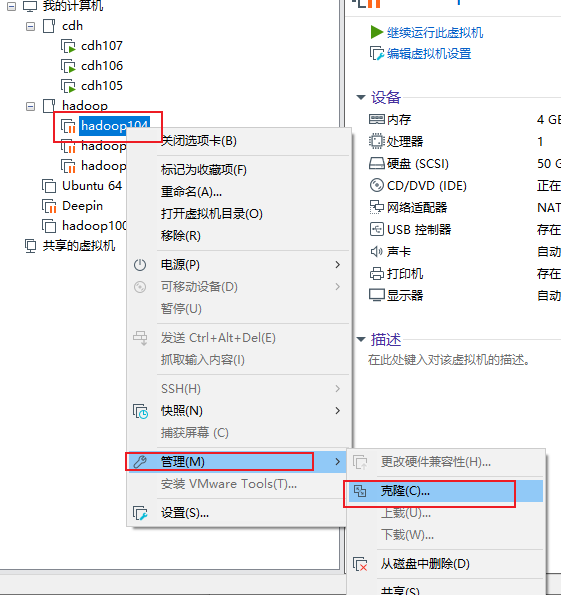 我的计算机
cdh
cdh107
cdh106
cdh105
hadoop
hadoop104
hadoop
hadoop
Ubuntu 64
Deepin
hadoop100
共享的虚拟机
关闭选项卡(B)
标记为收藏项(F)
重命名(A)...
打开虚拟机目录(O)
移除(R)
电源(P)
可移动设备(D)
暂停(U)
发送 Ctrl+Alt+Del(E)
抓取输入内容(I)
SSH(H)
快照(N)
捕获屏幕 (C)
管理(M)
安装 VMware Tools(T)...
设置(S)...
更改硬件兼容性(H)...
克隆(C)...
上载(U)...
下载(W)...
从磁盘中删除(D)
共享(S)
继续运行此虚拟机
编辑虚拟机设置
设备
内存 4 GB
处理器 1
硬盘 (SCSI) 50 G
CD/DVD (IDE) 正在
网络适配器 NAT
USB 控制器 存在
声卡 自动
打印机 存在
显示器 自动
描述
在此处键入对该虚拟机的描述。